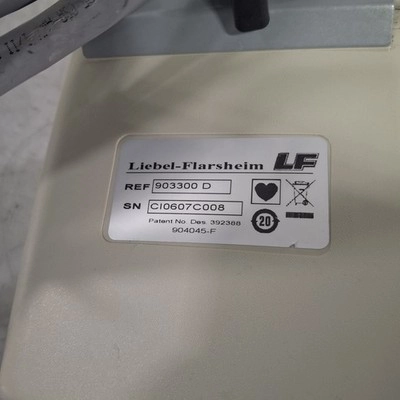 Liebel-Flarsheim LF
REF 903300 D
SN CI0607C008
20
Patent No. Des. 392388
904045-F